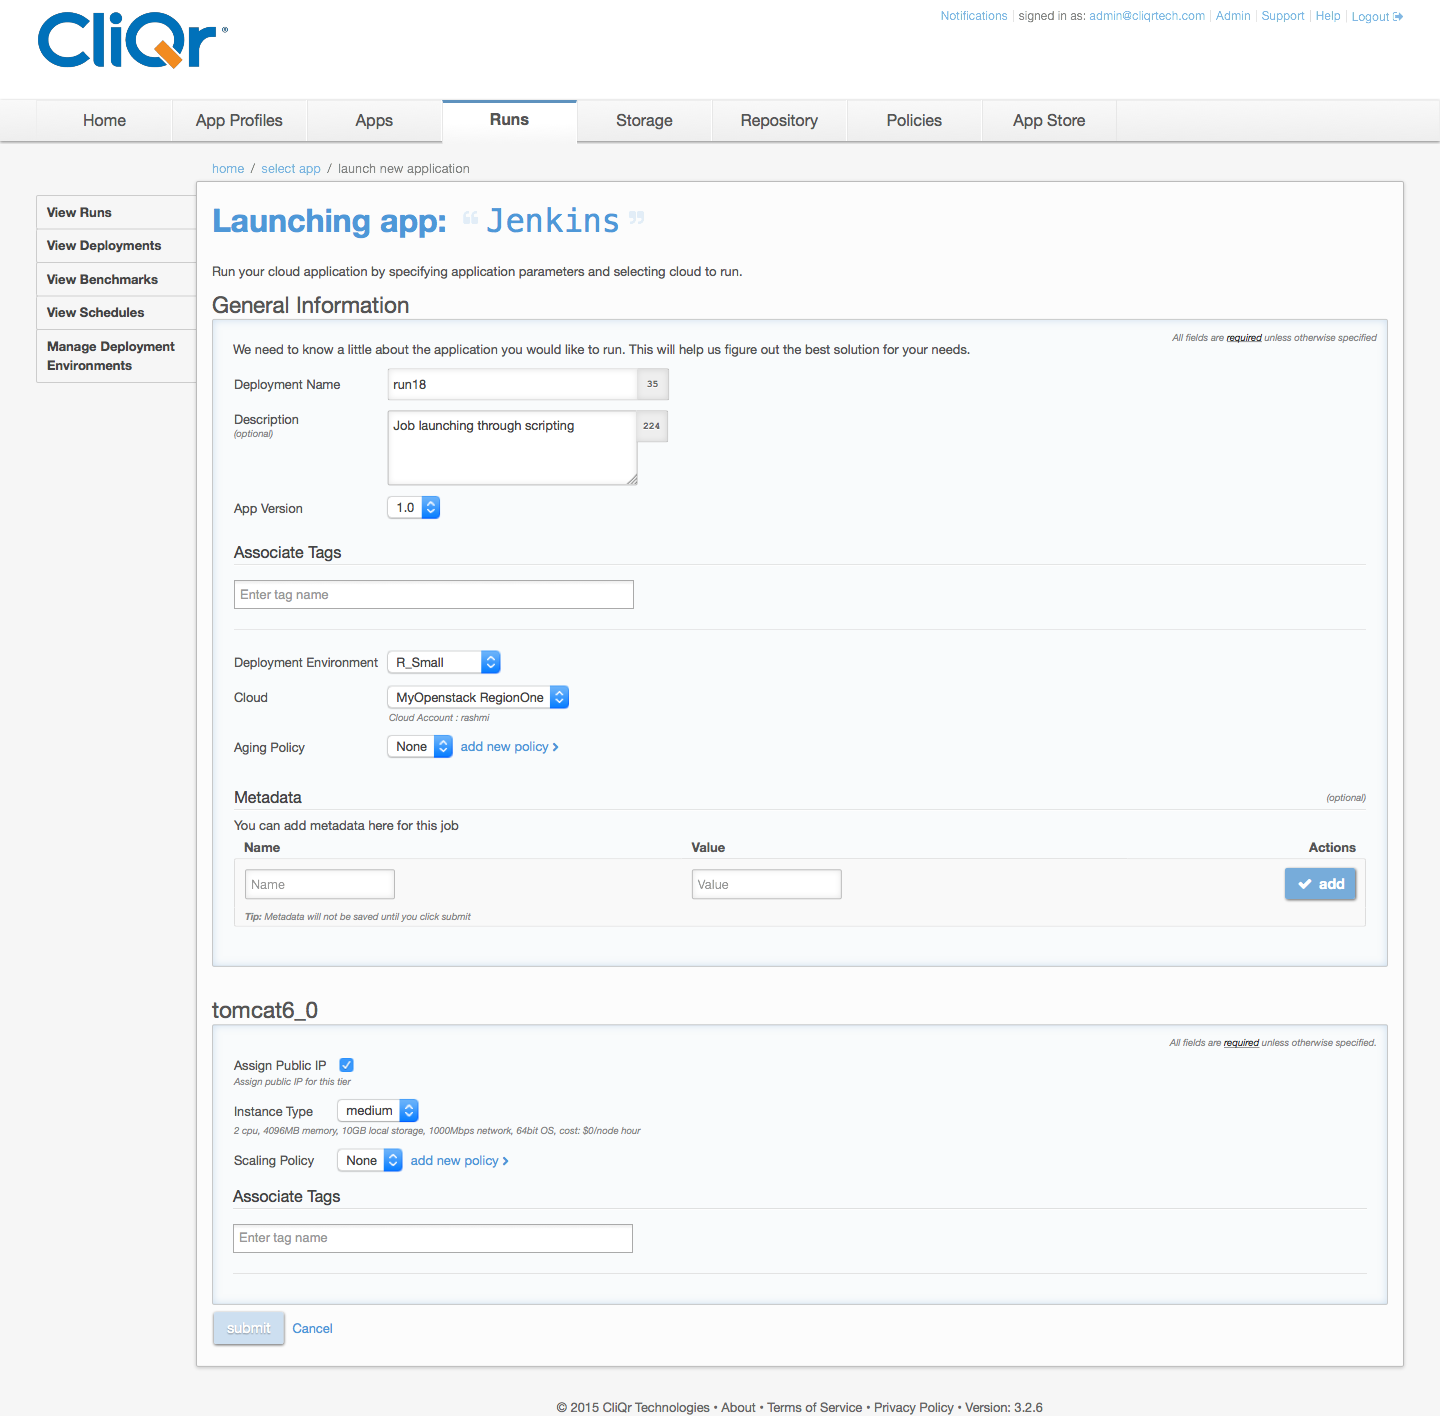 CliQr®
Notifications | signed in as: admin@cliqrtech.com | Admin | Support | Help | Logout
Home App Profiles Apps Runs Storage Repository Policies App Store
home / select app / launch new application
View Runs
View Deployments
View Benchmarks
View Schedules
Manage Deployment
Environments
Launching app: “ Jenkins ”
Run your cloud application by specifying application parameters and selecting cloud to run.
General Information
All fields are required unless otherwise specified
We need to know a little about the application you would like to run. This will help us figure out the best solution for your needs.
Deployment Name run18 35
Description Job launching through scripting 224
(optional)
App Version 1.0
Associate Tags
Enter tag name
Deployment Environment R_Small
Cloud MyOpenstack RegionOne
Cloud Account : rashmi
Aging Policy None add new policy
Metadata (optional)
You can add metadata here for this job
Name Value Actions
Name Value add
Tip: Metadata will not be saved until you click submit
tomcat6_0
All fields are required unless otherwise specified.
Assign Public IP
Assign public IP for this tier
Instance Type medium
2 cpu, 4096MB memory, 10GB local storage, 1000Mbps network, 64bit OS, cost: $0/node hour
Scaling Policy None add new policy
Associate Tags
Enter tag name
submit Cancel
© 2015 CliQr Technologies • About • Terms of Service • Privacy Policy • Version: 3.2.6